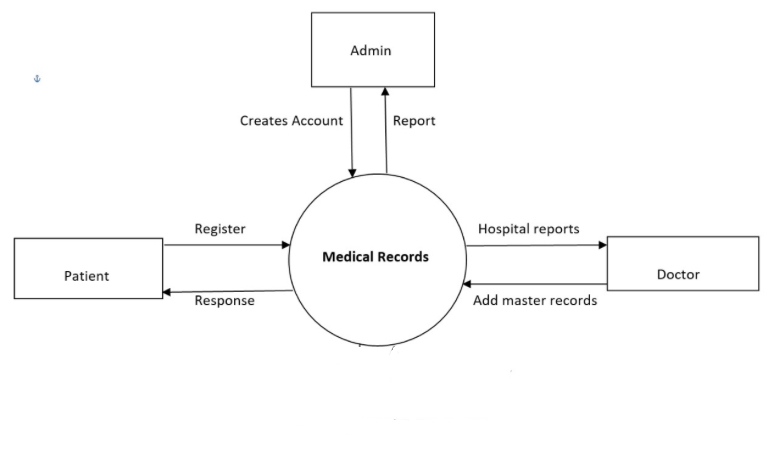 Admin
Creates Account
Report
Register
Hospital reports
Medical Records
Patient
Doctor
Response
Add master records